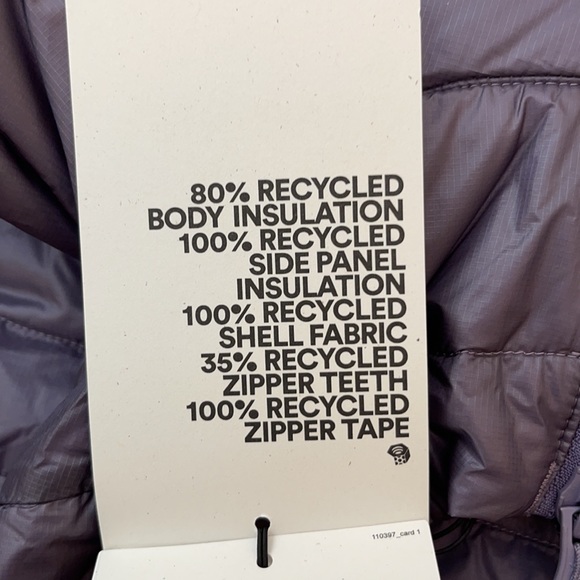 80% RECYCLED
BODY INSULATION
100% RECYCLED
SIDE PANEL
INSULATION
100% RECYCLED
SHELL FABRIC
35% RECYCLED
ZIPPER TEETH
100% RECYCLED
ZIPPER TAPE
110397_card 1